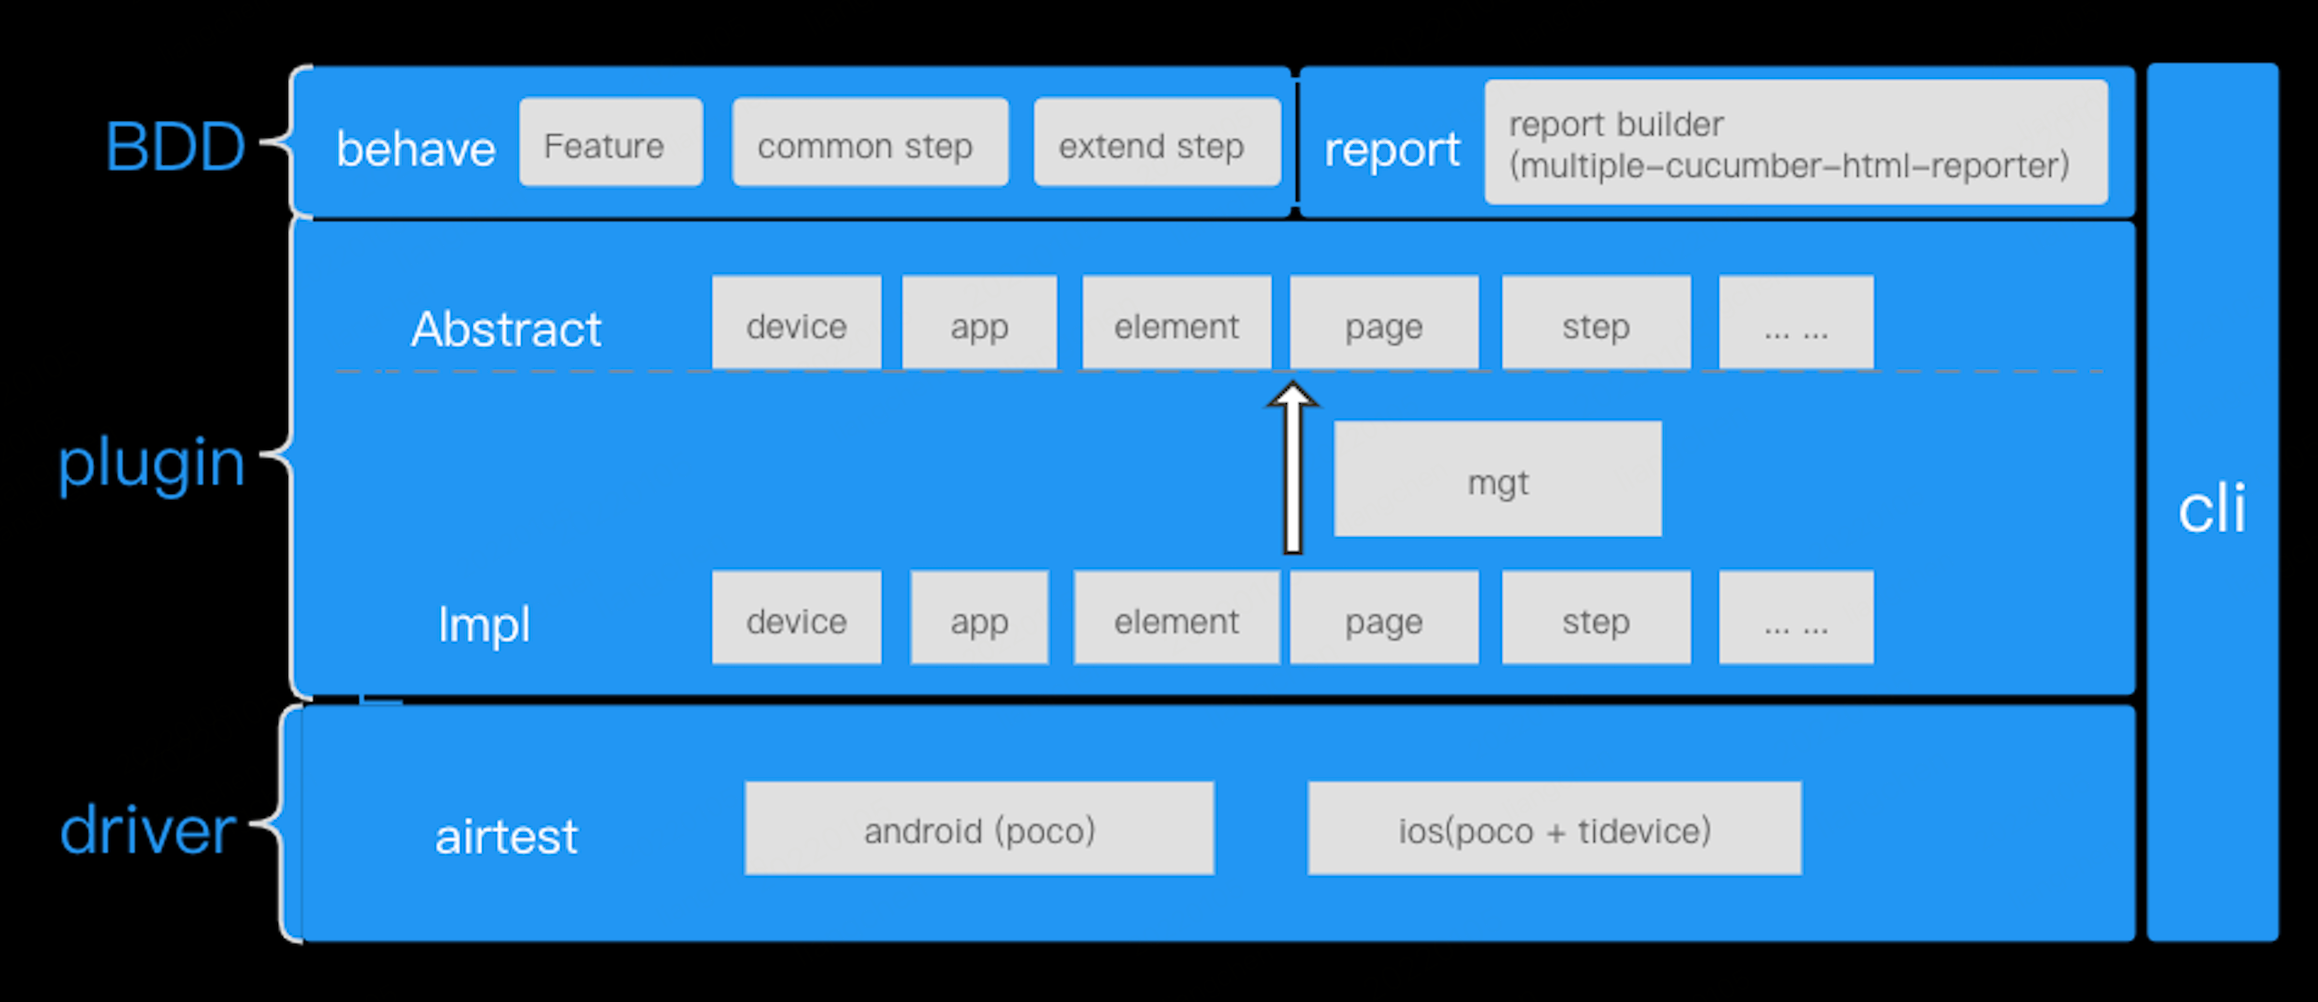 BDD
behave
Feature
common step
extend step
report
report builder
(multiple-cucumber-html-reporter)
plugin
Abstract
device
app
element
page
step
... ...
mgt
Impl
device
app
element
page
step
... ...
driver
airtest
android (poco)
ios(poco + tidevice)
cli